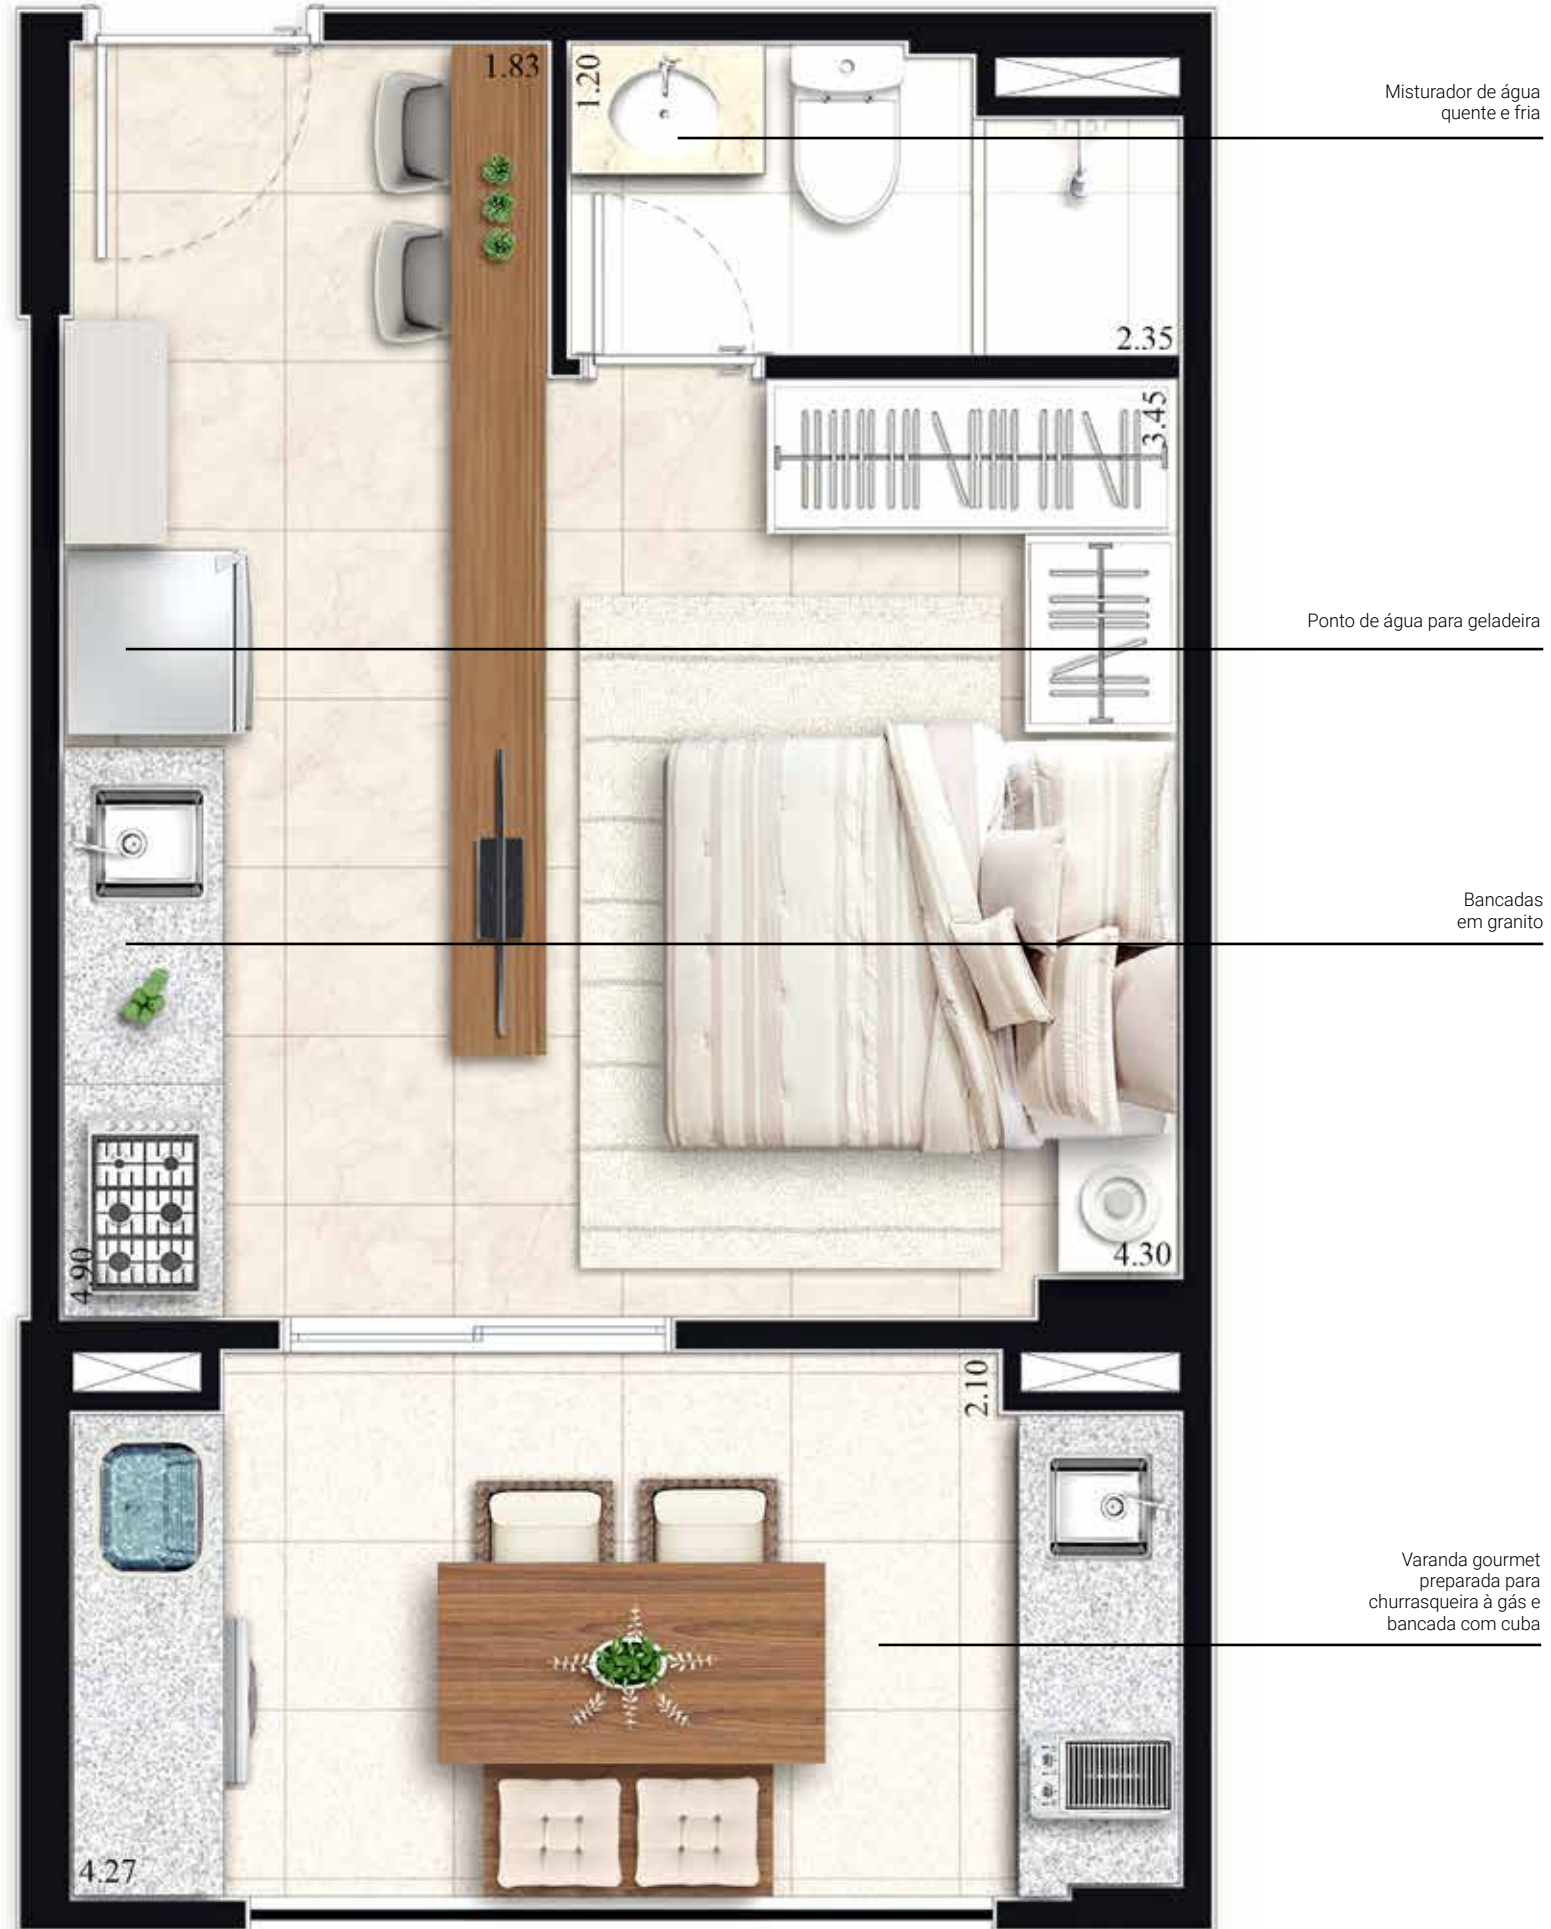 1.83
1.20
Misturador de água
quente e fria
2.35
3.45
Ponto de água para geladeira
Bancadas
em granito
4.90
4.30
2.10
Varanda gourmet
preparada para
churrasqueira à gás e
bancada com cuba
4.27